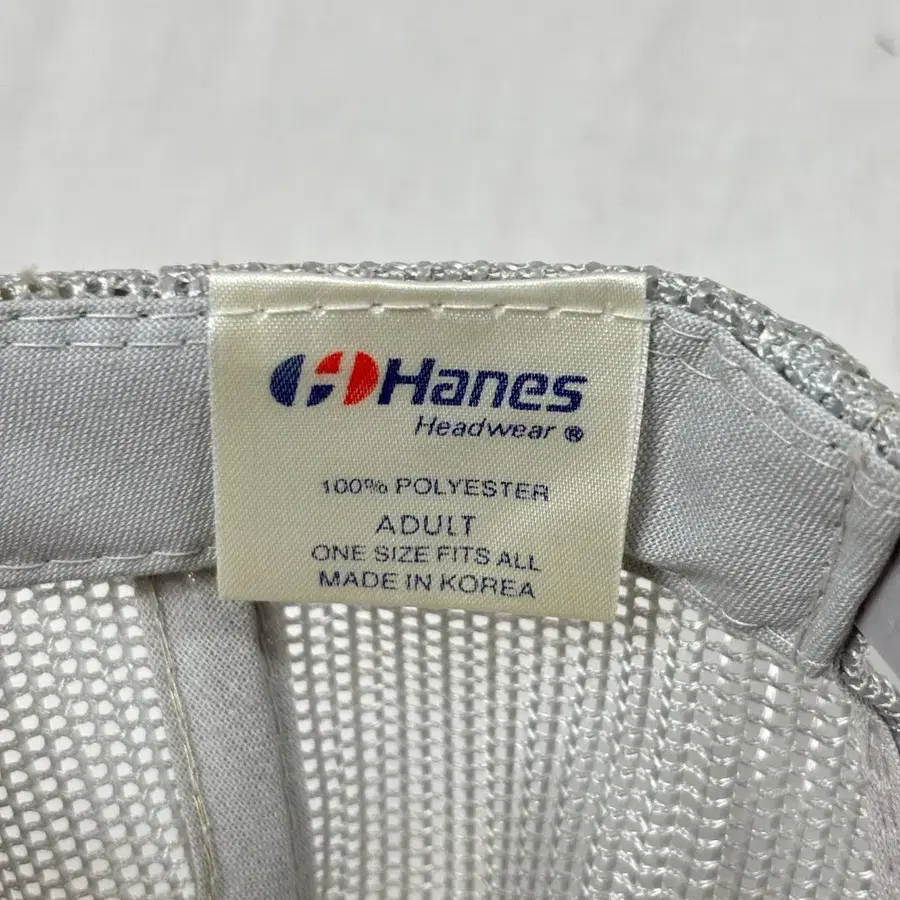 Hanes
Headwear ®
100% POLYESTER
ADULT
ONE SIZE FITS ALL
MADE IN KOREA